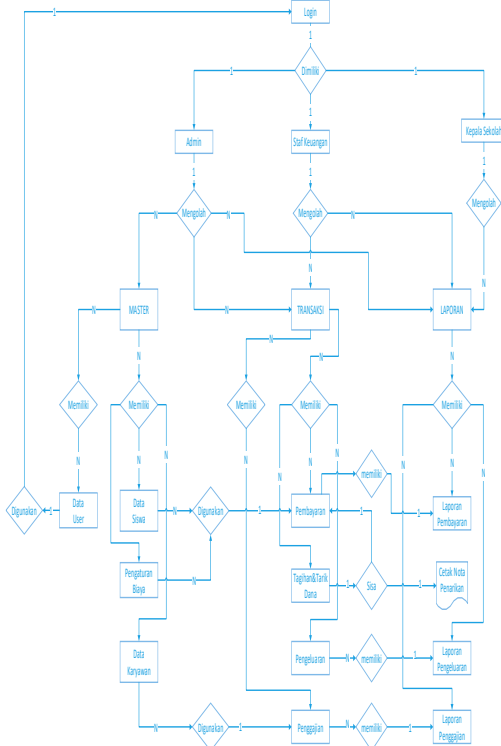 1
Login
1
1
Dimiliki
1
1
Kepala Sekolah
Admin
Staf Keuangan
1
1
1
Mengolah
N
Mengolah
N
Mengolah
N
N
N
MASTER
N
TRANSAKSI
LAPORAN
N
N
N
N
N
Memiliki
Memiliki
Memiliki
Memiliki
Memiliki
N
N
N
N
N
N
N
N
N
memiliki
N
Digunakan
1
Data
User
Data
Siswa
N
Digunakan
1
Pembayaran
1
1
Laporan
Pembayaran
Pengaturan
Biaya
N
Tagihan&Tarik
Dana
1
Sisa
1
Cetak Nota
Penarikan
Data
Karyawan
Pengeluaran
N
memiliki
1
Laporan
Pengeluaran
N
Digunakan
1
Penggajian
N
memiliki
1
Laporan
Penggajian